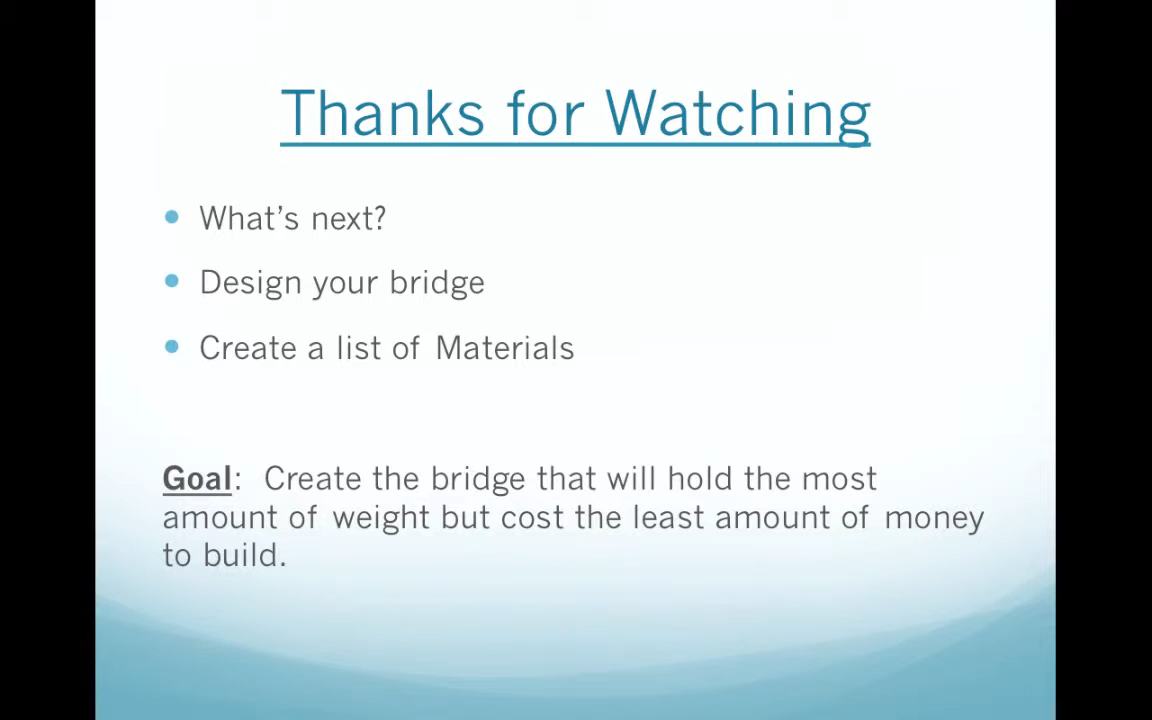 Thanks for Watching
• What's next?
• Design your bridge
• Create a list of Materials
Goal: Create the bridge that will hold the most
amount of weight but cost the least amount of money
to build.